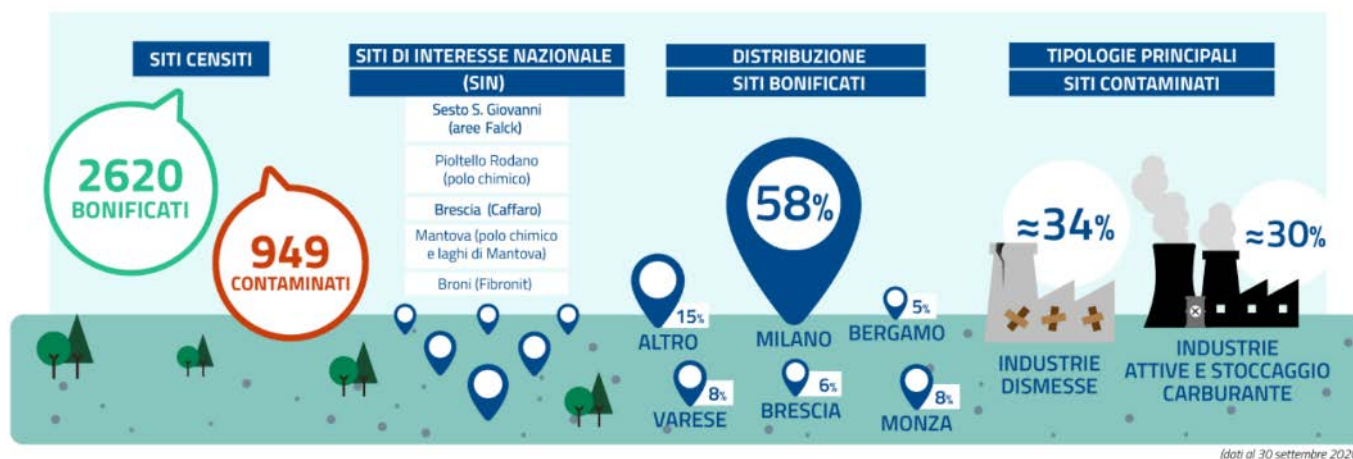 SITI CENSITI
2620
BONIFICATI
949
CONTAMINATI
SITI DI INTERESSE NAZIONALE
(SIN)
Sesto S. Giovanni
(aree Falck)
Pioltello Rodano
(polo chimico)
Brescia (Caffaro)
Mantova (polo chimico
e laghi di Mantova)
Broni (Fibronit)
DISTRIBUZIONE
SITI BONIFICATI
58%
MILANO
15%
ALTRO
5%
BERGAMO
8%
VARESE
6%
BRESCIA
8%
MONZA
TIPOLOGIE PRINCIPALI
SITI CONTAMINATI
≈34%
INDUSTRIE
DISMESSE
≈30%
INDUSTRIE
ATTIVE E STOCCAGGIO
CARBURANTE
(dati al 30 settembre 2020